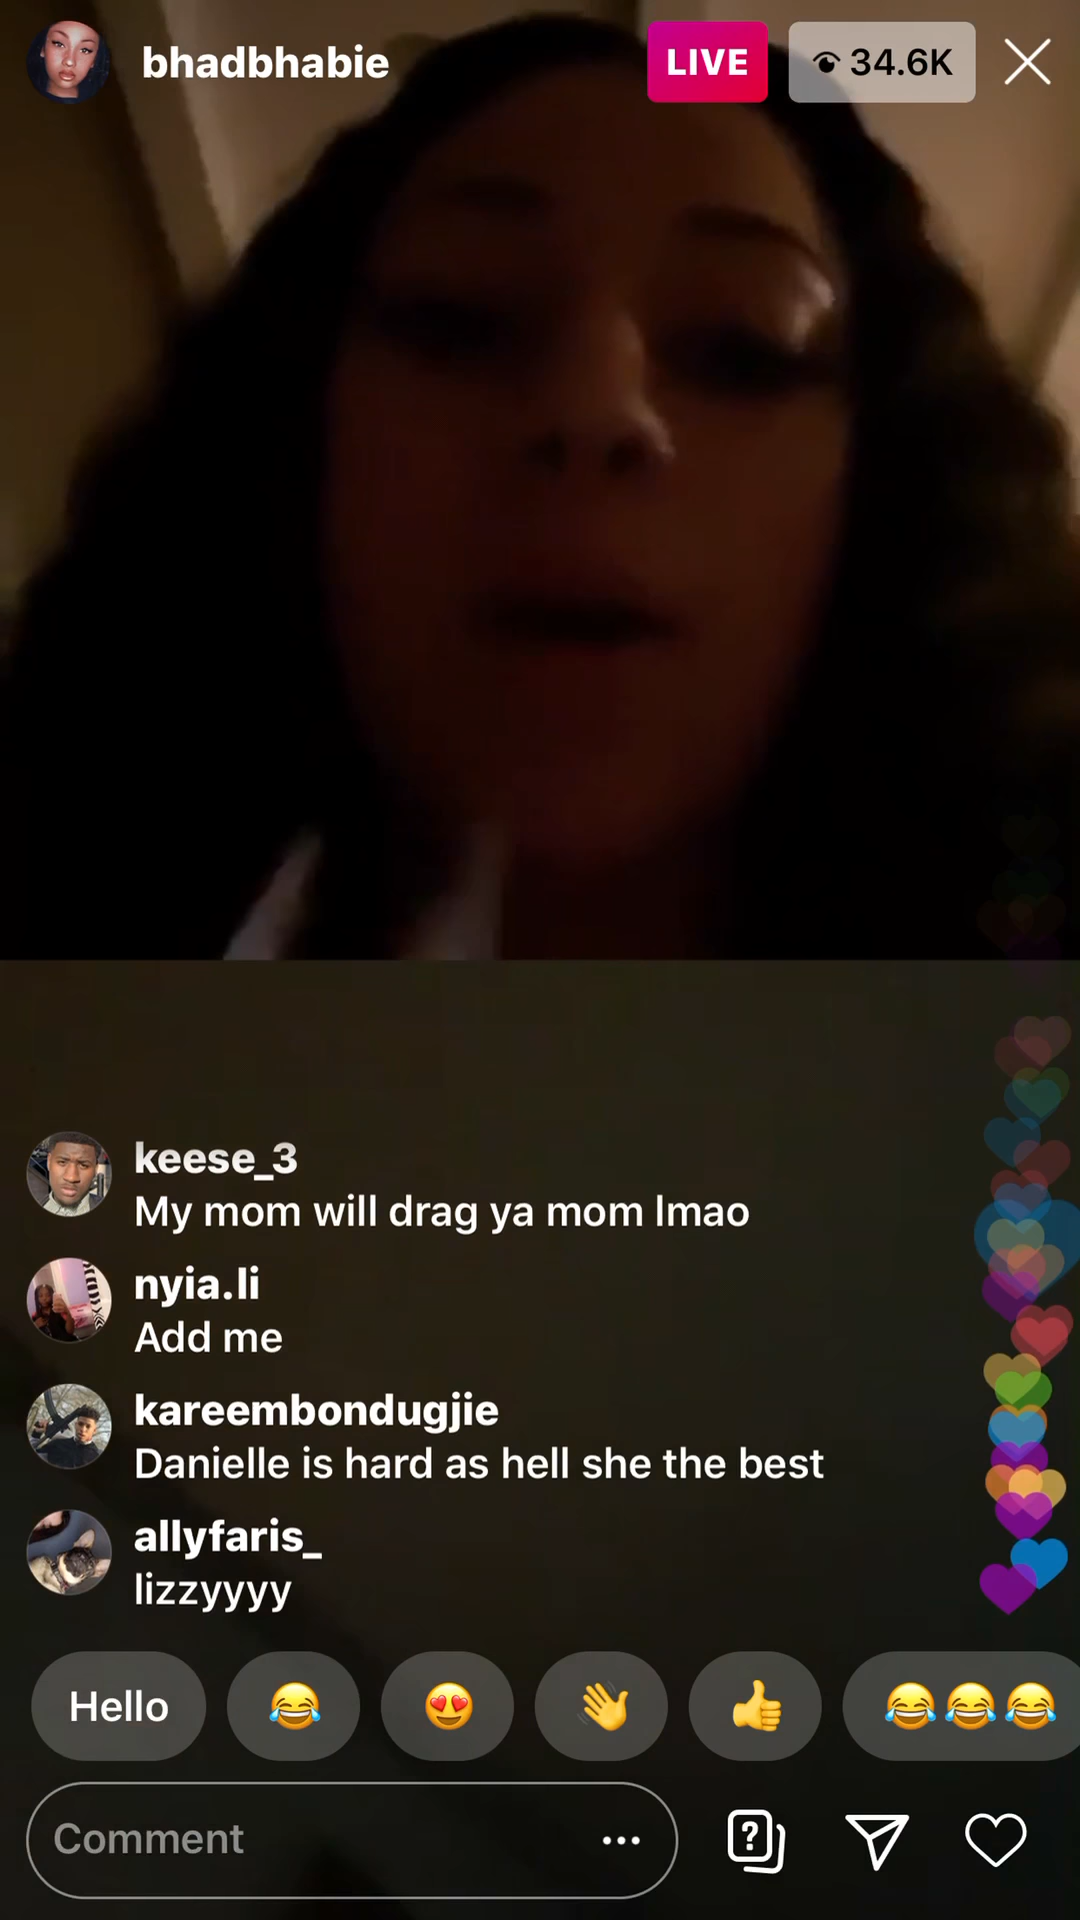 bhadbhabie LIVE 34.6K
keese_3
My mom will drag ya mom lmao
nyia.li
Add me
kareembondugjie
Danielle is hard as hell she the best
allyfaris_
lizzyyyy
Hello 😂 😍 👋 👍 😂😂😂
Comment